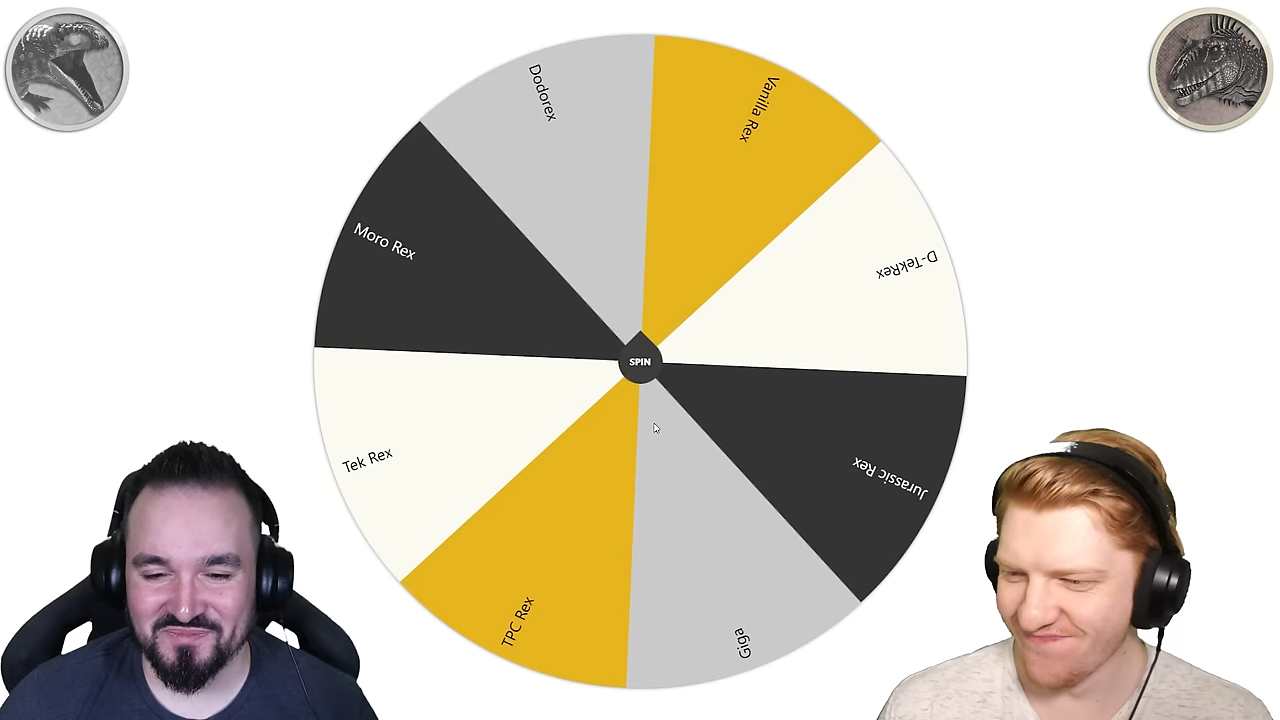 Dodorex
Vanilla Rex
Moro Rex
D-TekRex
SPIN
Tek Rex
Jurassic Rex
TPC Rex
Giga